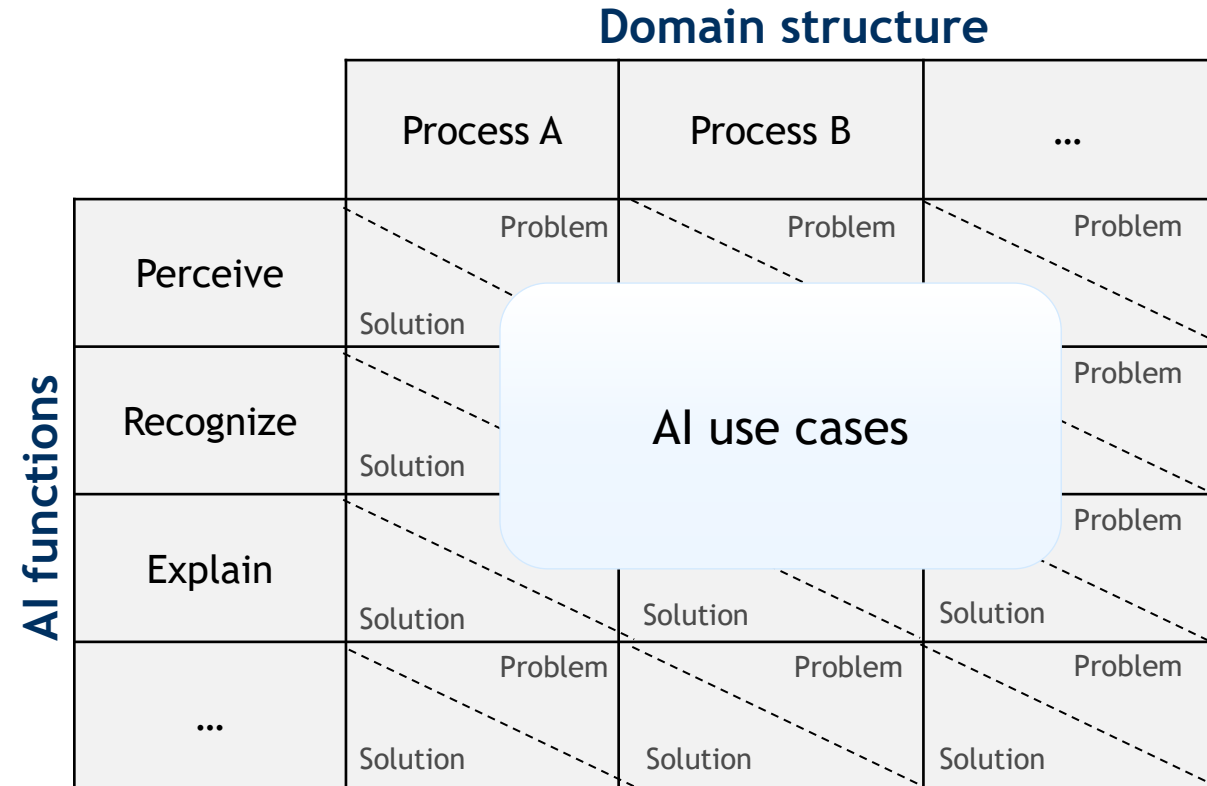 Domain structure
Process A Process B ...
Problem Problem Problem
Perceive
Solution
Problem
Recognize AI use cases
Solution
Problem
Explain
Solution Solution Solution
Problem Problem Problem
...
Solution Solution Solution
AI functions